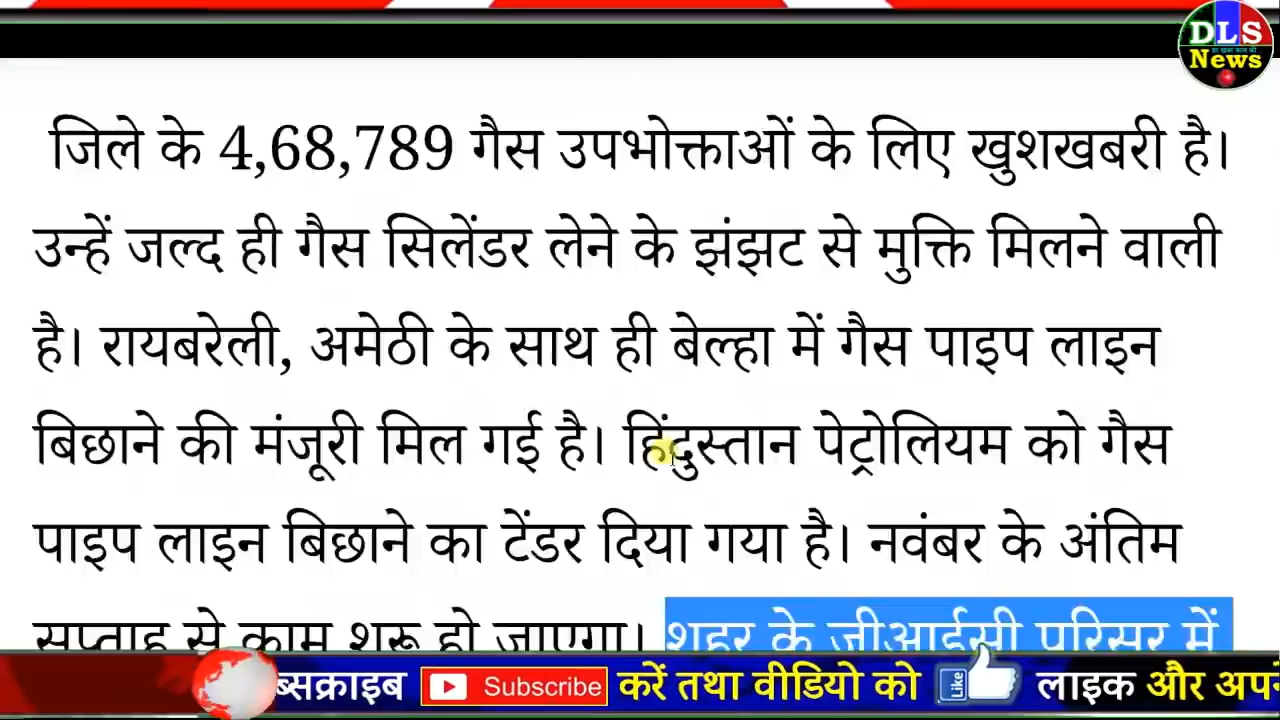 DLS
News
जिले के 4,68,789 गैस उपभोक्ताओं के लिए खुशखबरी है।
उन्हें जल्द ही गैस सिलेंडर लेने के झंझट से मुक्ति मिलने वाली
है। रायबरेली, अमेठी के साथ ही बेल्हा में गैस पाइप लाइन
बिछाने की मंजूरी मिल गई है। हिंदुस्तान पेट्रोलियम को गैस
पाइप लाइन बिछाने का टेंडर दिया गया है। नवंबर के अंतिम
सप्ताह से काम शुरू हो जाएगा। शहर के जीआईसी परिसर में
ब्सक्राइब Subscribe करें तथा वीडियो को Like लाइक और अपने